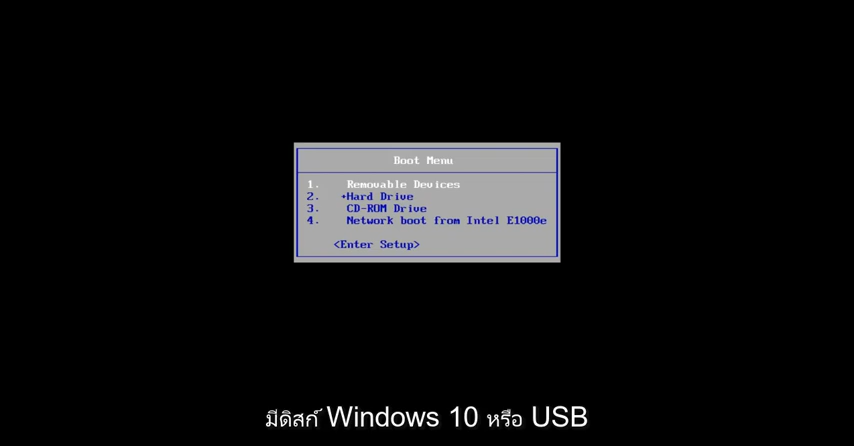 Boot Menu
1. Removable Devices
2. +Hard Drive
3. CD-ROM Drive
4. Network boot from Intel E1000e
<Enter Setup>
มีดิสก์ Windows 10 หรือ USB